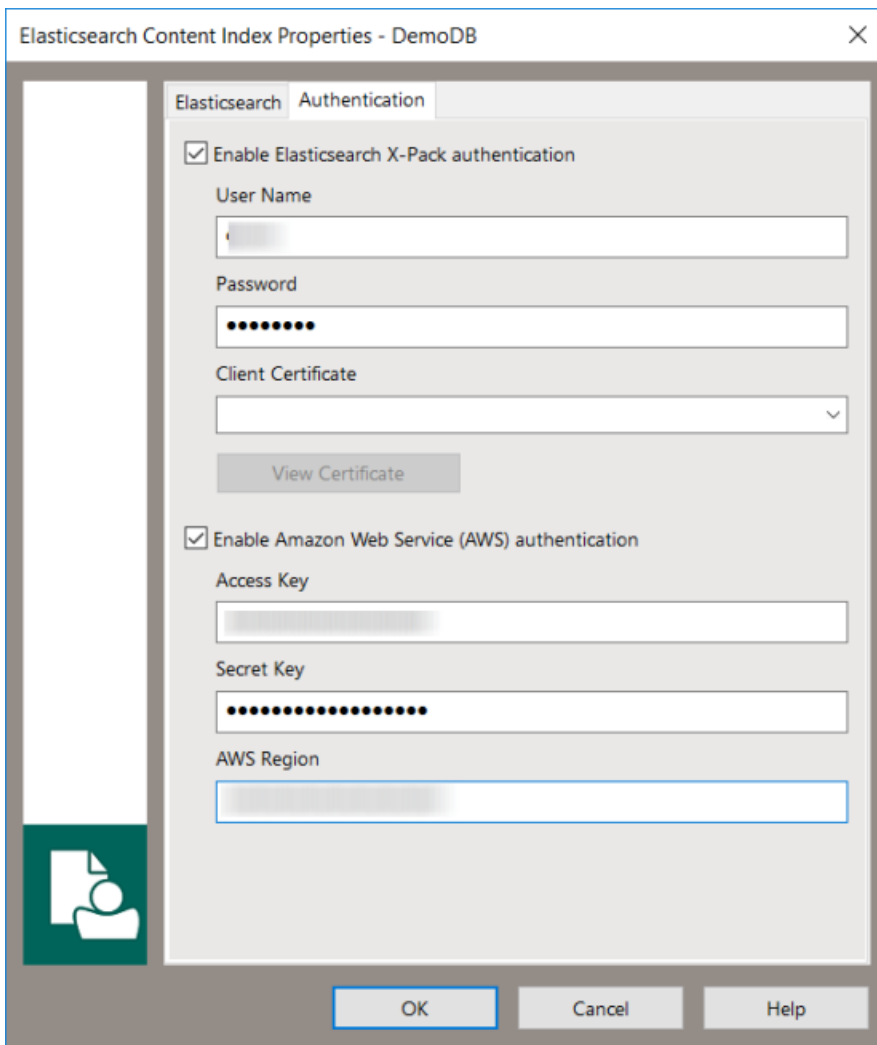 Elasticsearch Content Index Properties - DemoDB
Elasticsearch Authentication
Enable Elasticsearch X-Pack authentication
User Name
Password
••••••••
Client Certificate
View Certificate
Enable Amazon Web Service (AWS) authentication
Access Key
Secret Key
••••••••••••••••••
AWS Region
OK Cancel Help